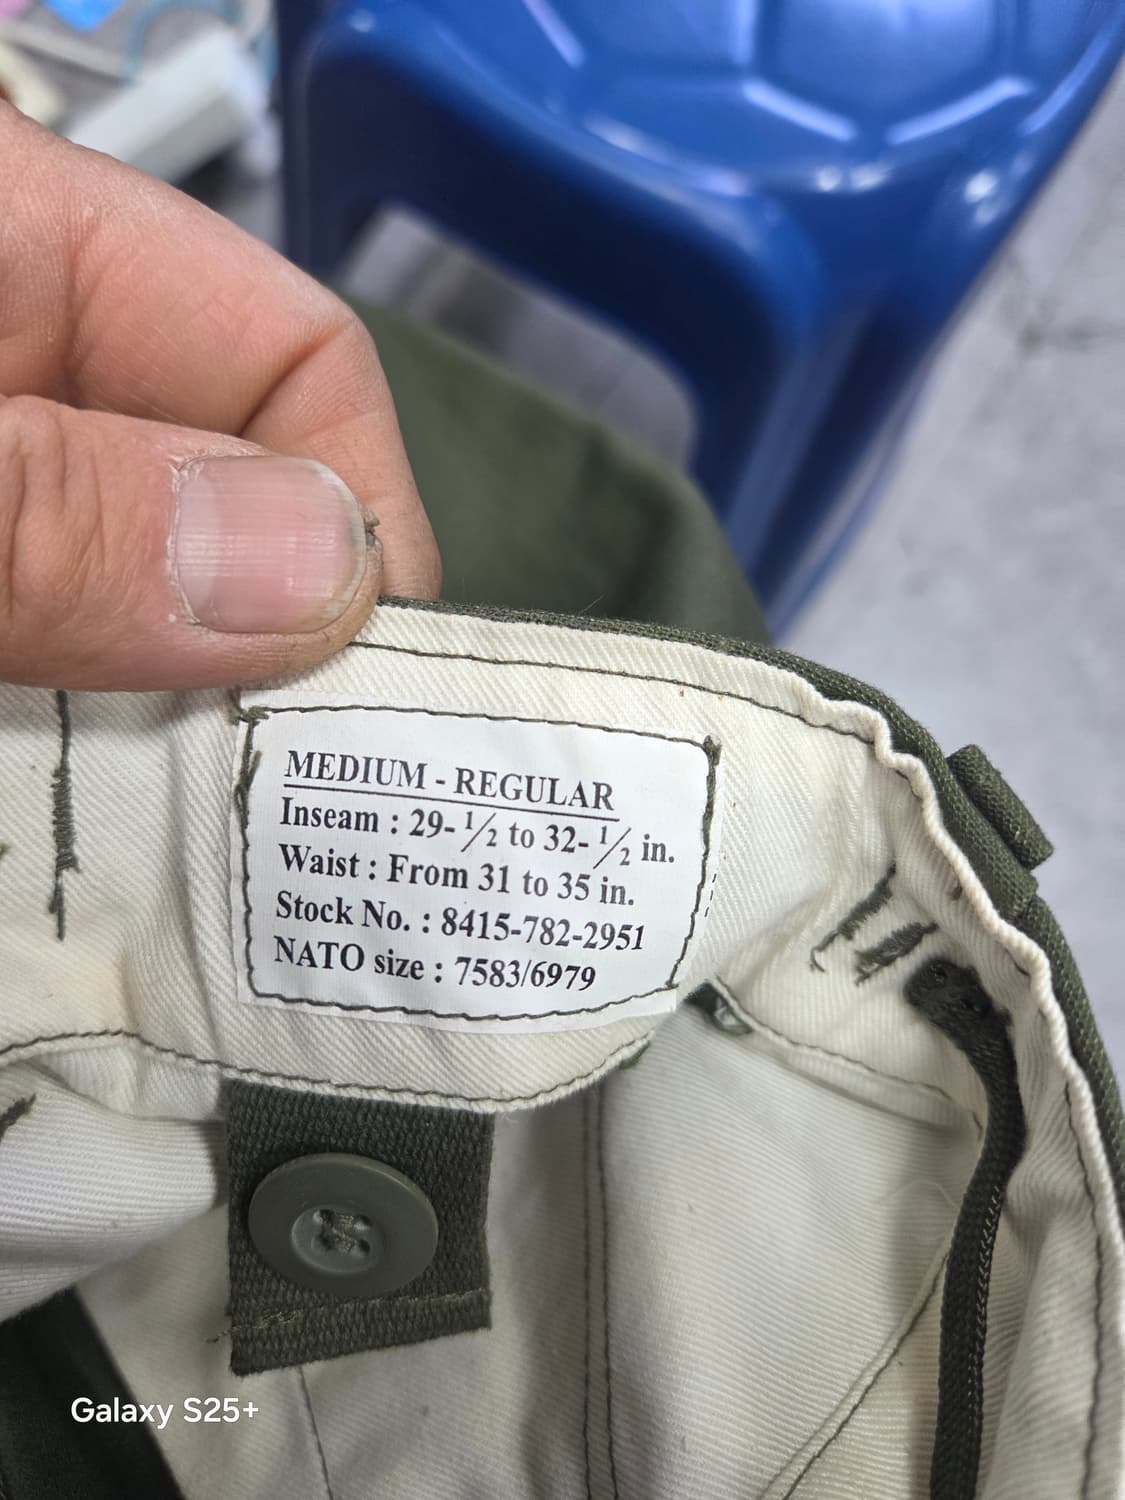 MEDIUM - REGULAR
Inseam : 29-1/2 to 32-1/2 in.
Waist : From 31 to 35 in.
Stock No. : 8415-782-2951
NATO size : 7583/6979
Galaxy S25+